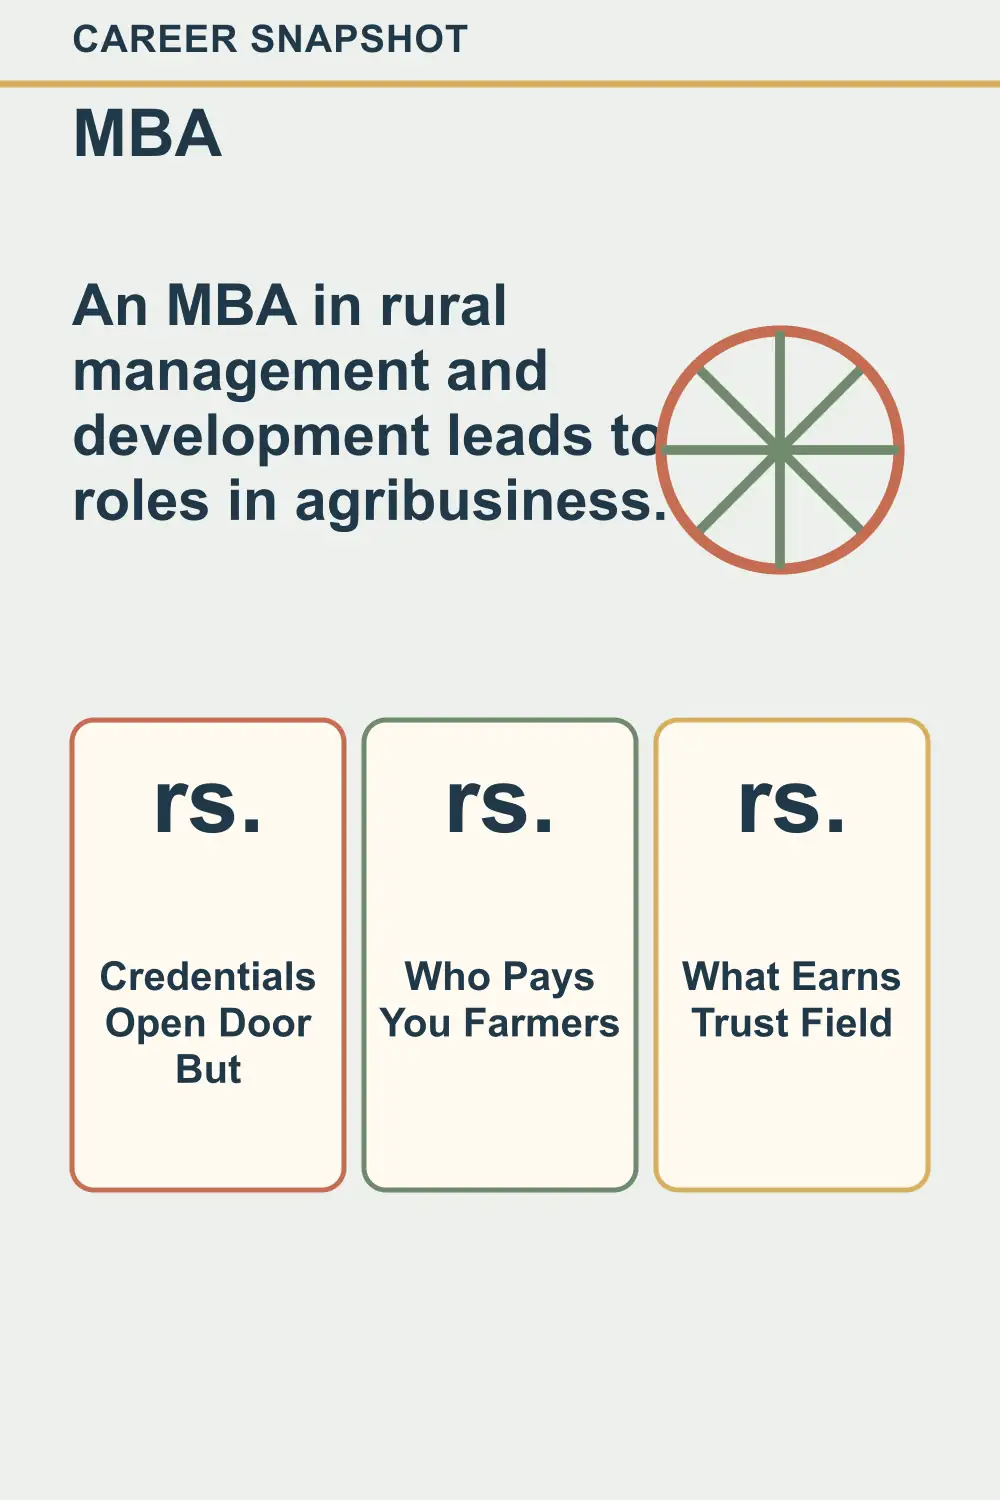 CAREER SNAPSHOT
MBA
An MBA in rural
management and
development leads to
roles in agribusiness.
rs.
Credentials
Open Door
But
rs.
Who Pays
You Farmers
rs.
What Earns
Trust Field